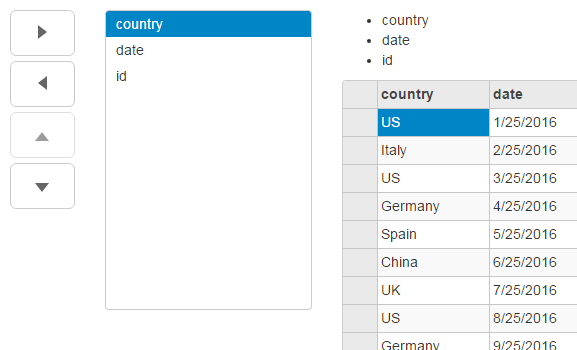 country
date
id
country
date
id
country date
US 1/25/2016
Italy 2/25/2016
US 3/25/2016
Germany 4/25/2016
Spain 5/25/2016
China 6/25/2016
UK 7/25/2016
US 8/25/2016
Germany 9/25/2016